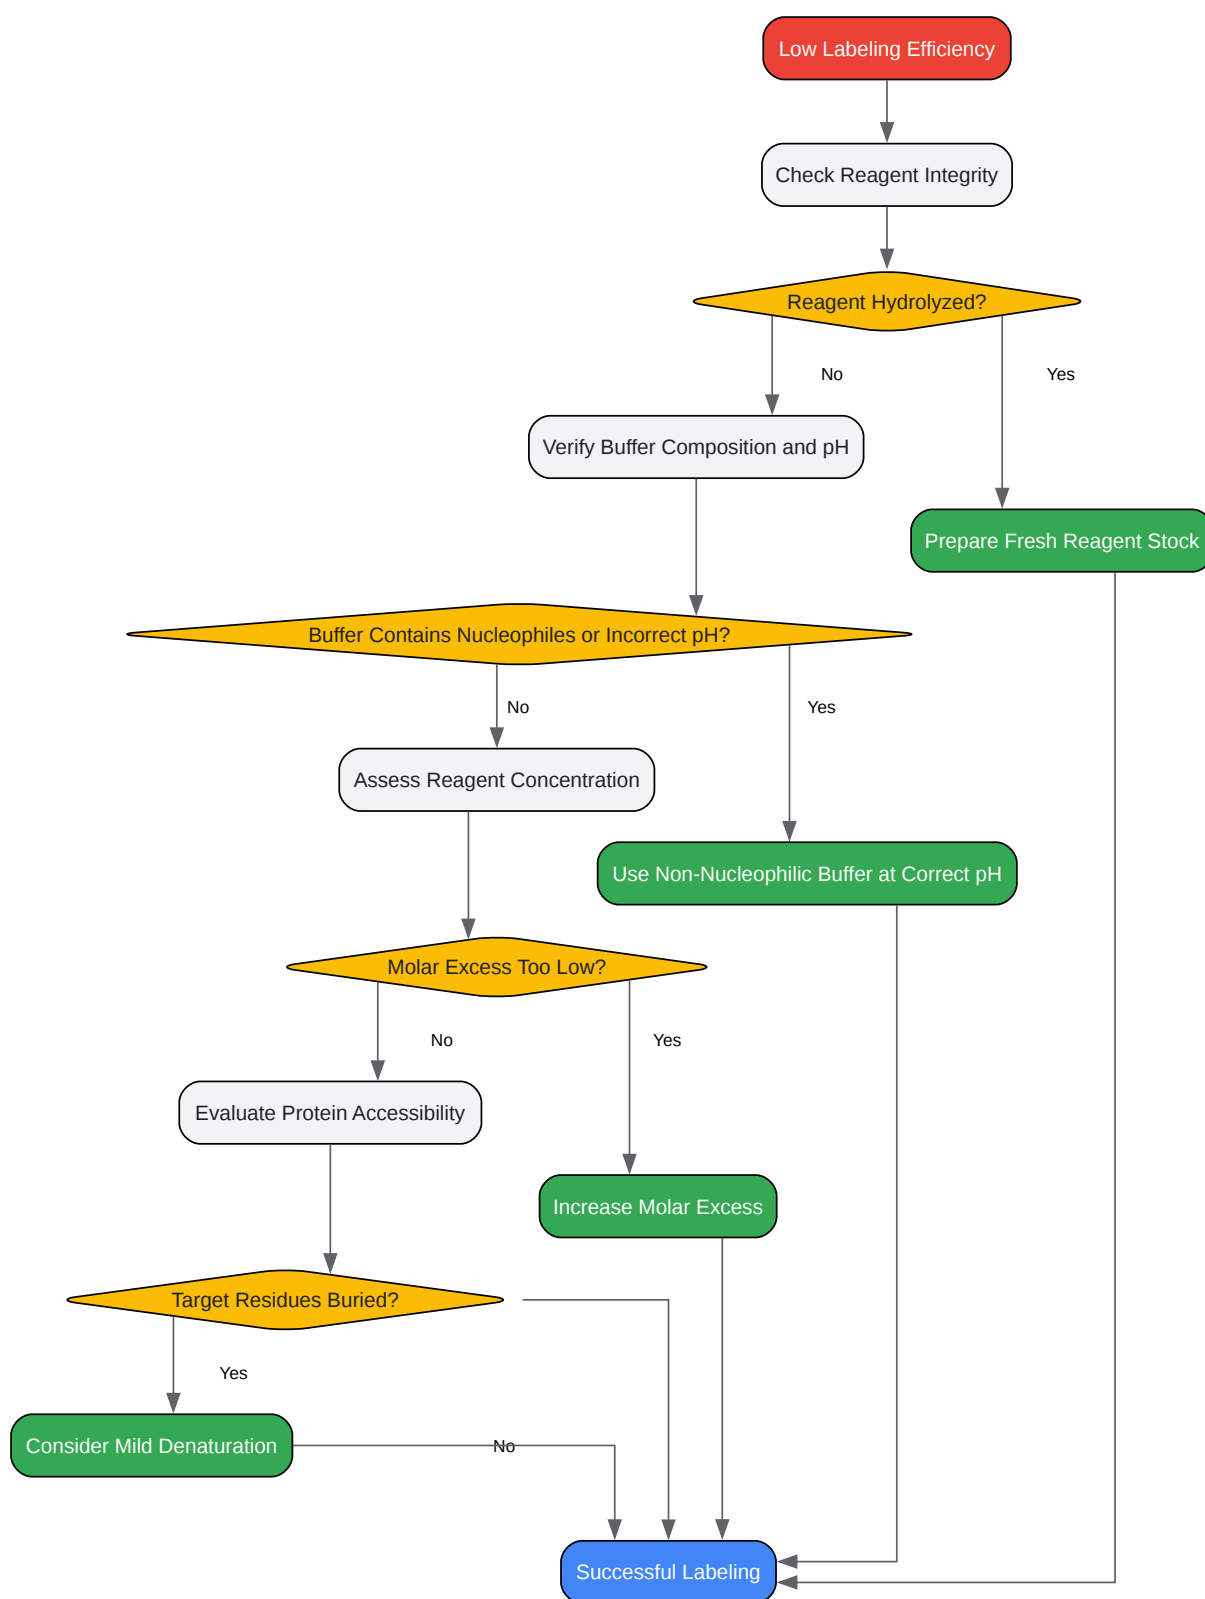 Low Labeling Efficiency
Check Reagent Integrity
Reagent Hydrolyzed?
No
Yes
Verify Buffer Composition and pH
Prepare Fresh Reagent Stock
Buffer Contains Nucleophiles or Incorrect pH?
No
Yes
Assess Reagent Concentration
Use Non-Nucleophilic Buffer at Correct pH
Molar Excess Too Low?
No
Yes
Evaluate Protein Accessibility
Increase Molar Excess
Target Residues Buried?
Yes
Consider Mild Denaturation
No
Successful Labeling